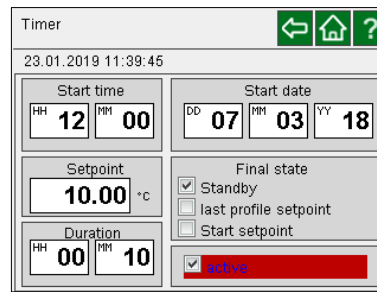 Timer ?
23.01.2019 11:39:45
Start time
HH 12 MM 00
Start date
DD 07 MM 03 YY 18
Setpoint
10.00 °C
Duration
HH 00 MM 10
Final state
Standby
last profile setpoint
Start setpoint
active